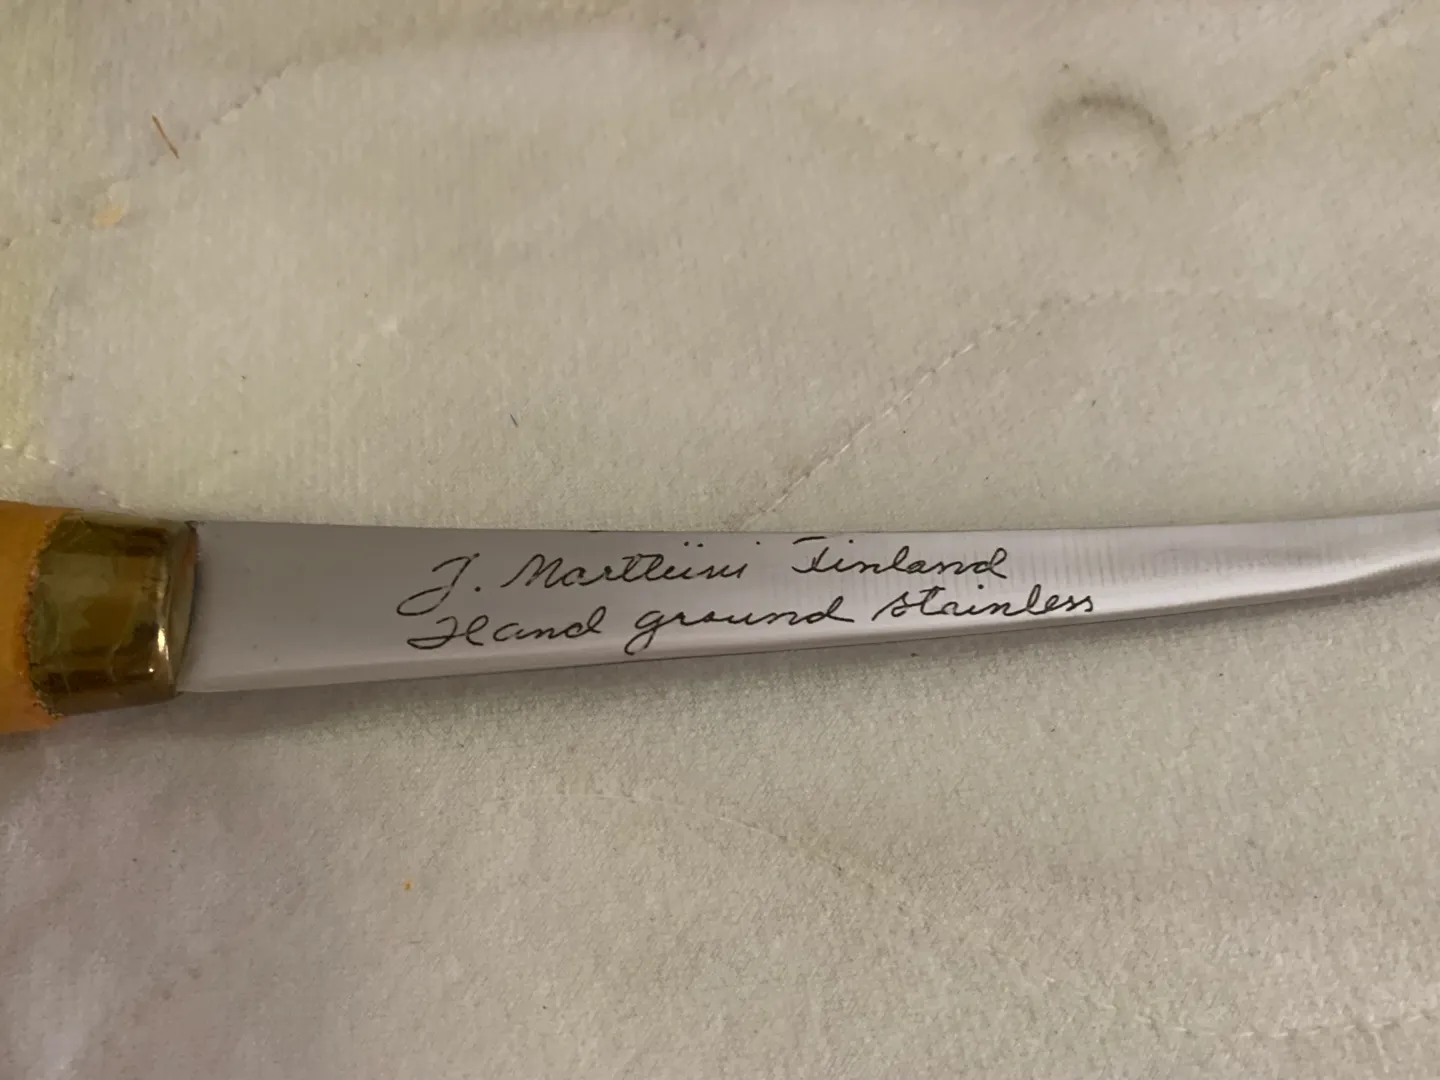 J. Marttiini Finland
Hand ground stainless